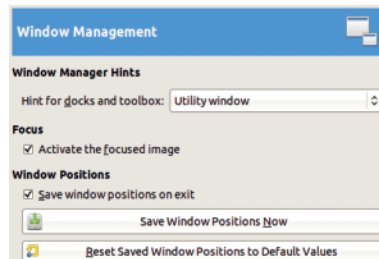 Window Management
Window Manager Hints
Hint for docks and toolbox: Utility window
Focus
Activate the focused image
Window Positions
Save window positions on exit
Save Window Positions Now
Reset Saved Window Positions to Default Values